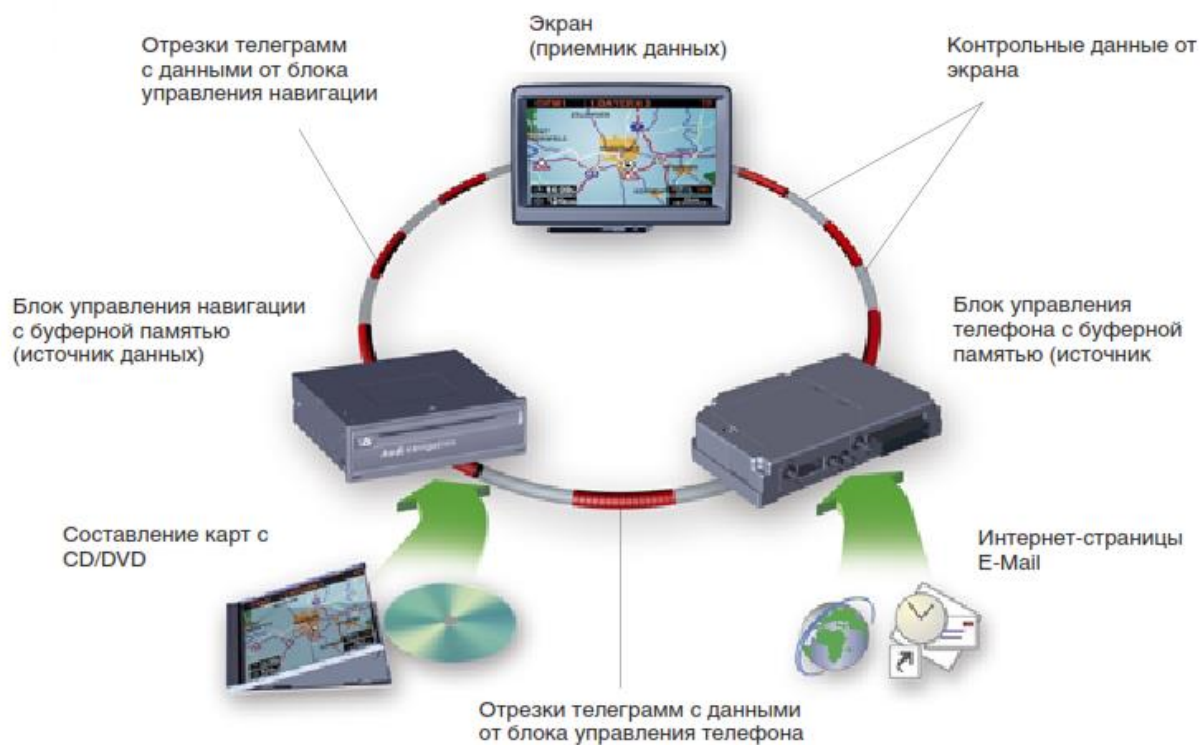 Экран
(приемник данных)
Отрезки телеграмм
с данными от блока
управления навигации
Контрольные данные от
экрана
Блок управления навигации
с буферной памятью
(источник данных)
Блок управления
телефона с буферной
памятью (источник
Составление карт с
CD/DVD
Интернет-страницы
E-Mail
Отрезки телеграмм с данными
от блока управления телефона